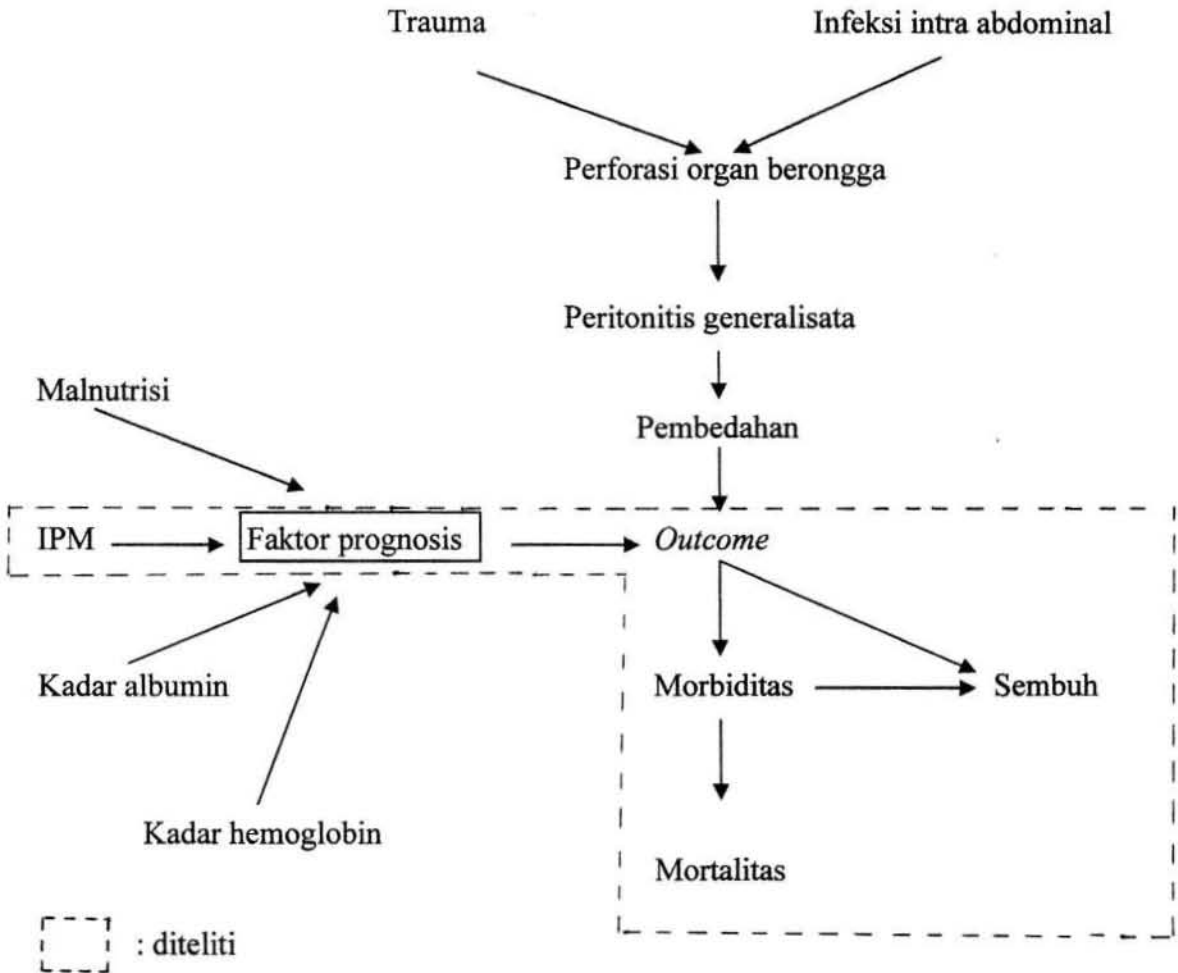 Trauma
Infeksi intra abdominal
Perforasi organ berongga
Peritonitis generalisata
Malnutrisi
Pembedahan
IPM
Faktor prognosis
Outcome
Kadar albumin
Morbiditas
Sembuh
Kadar hemoglobin
Mortalitas
: diteliti